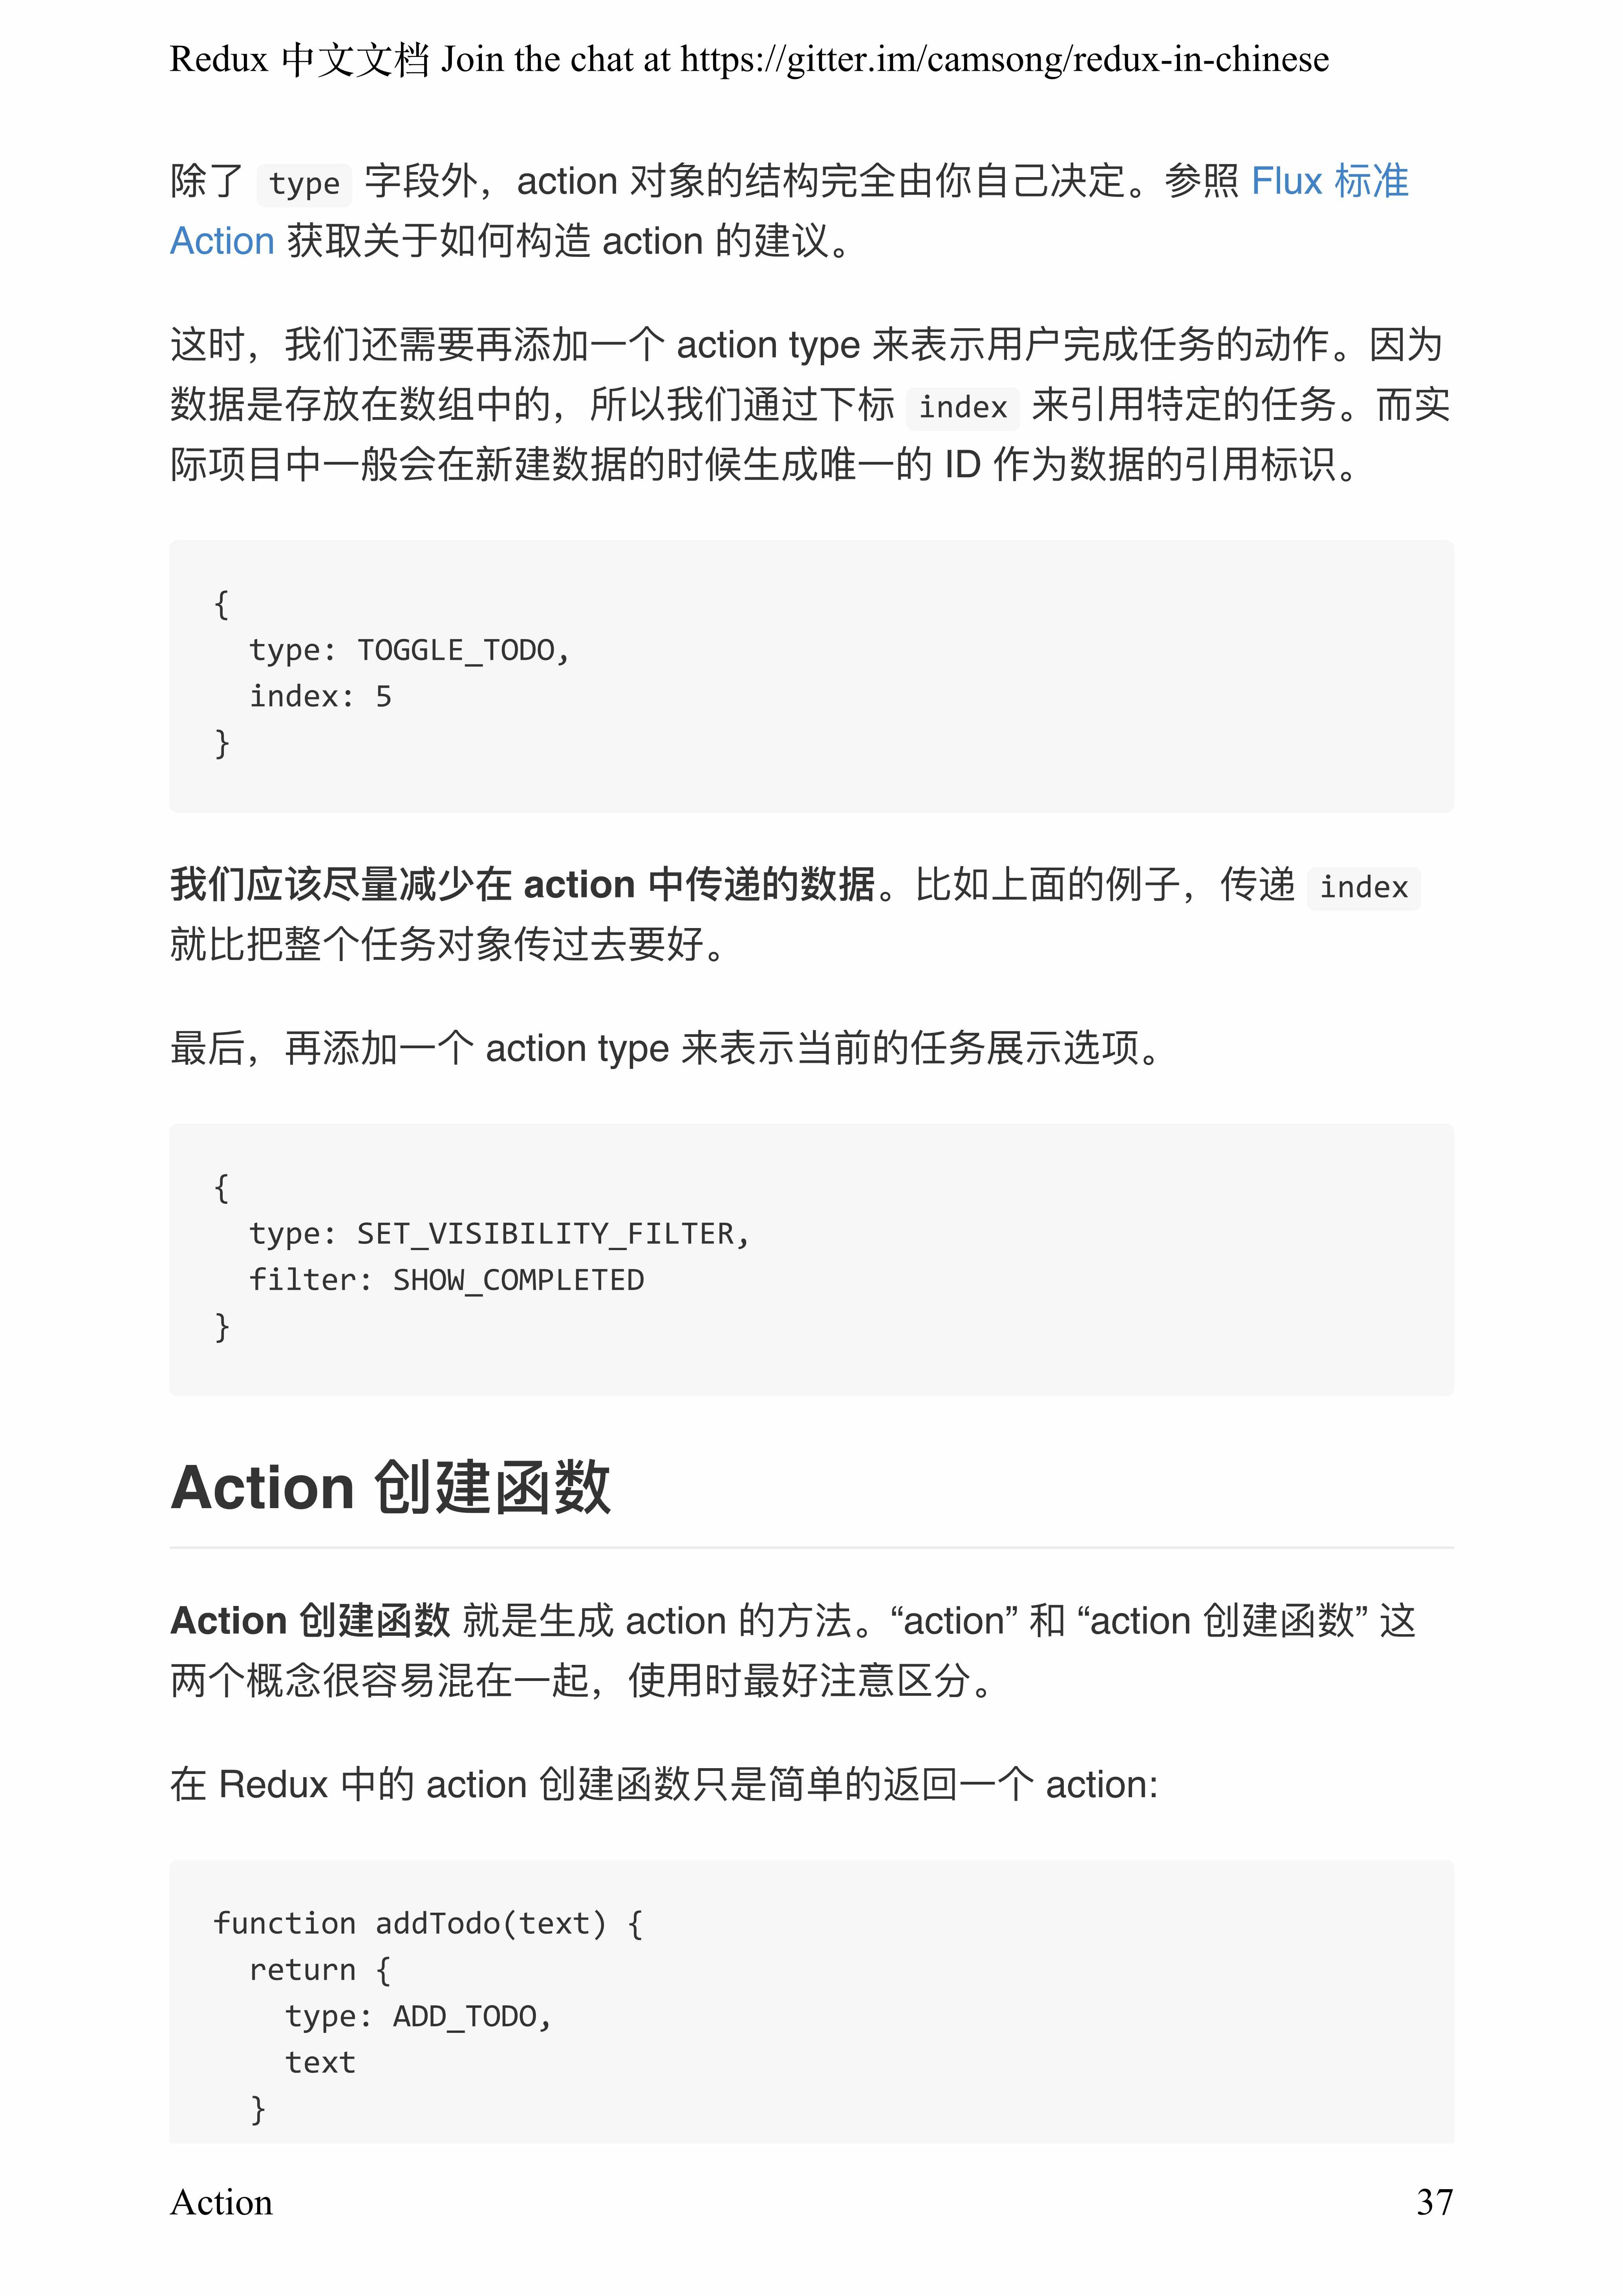 Redux 中文文档 Join the chat at https://gitter.im/camsong/redux-in-chinese
除了 type 字段外，action 对象的结构完全由你自己决定。参照 Flux 标准
Action 获取关于如何构造 action 的建议。
这时，我们还需要再添加一个 action type 来表示用户完成任务的动作。因为
数据是存放在数组中的，所以我们通过下标 index 来引用特定的任务。而实
际项目中一般会在新建数据的时候生成唯一的 ID 作为数据的引用标识。
{
  type: TOGGLE_TODO,
  index: 5
}
我们应该尽量减少在 action 中传递的数据。比如上面的例子，传递 index
就比把整个任务对象传过去要好。
最后，再添加一个 action type 来表示当前的任务展示选项。
{
  type: SET_VISIBILITY_FILTER,
  filter: SHOW_COMPLETED
}
Action 创建函数
Action 创建函数 就是生成 action 的方法。“action” 和 “action 创建函数” 这
两个概念很容易混在一起，使用时最好注意区分。
在 Redux 中的 action 创建函数只是简单的返回一个 action:
function addTodo(text) {
  return {
    type: ADD_TODO,
    text
  }
Action
37